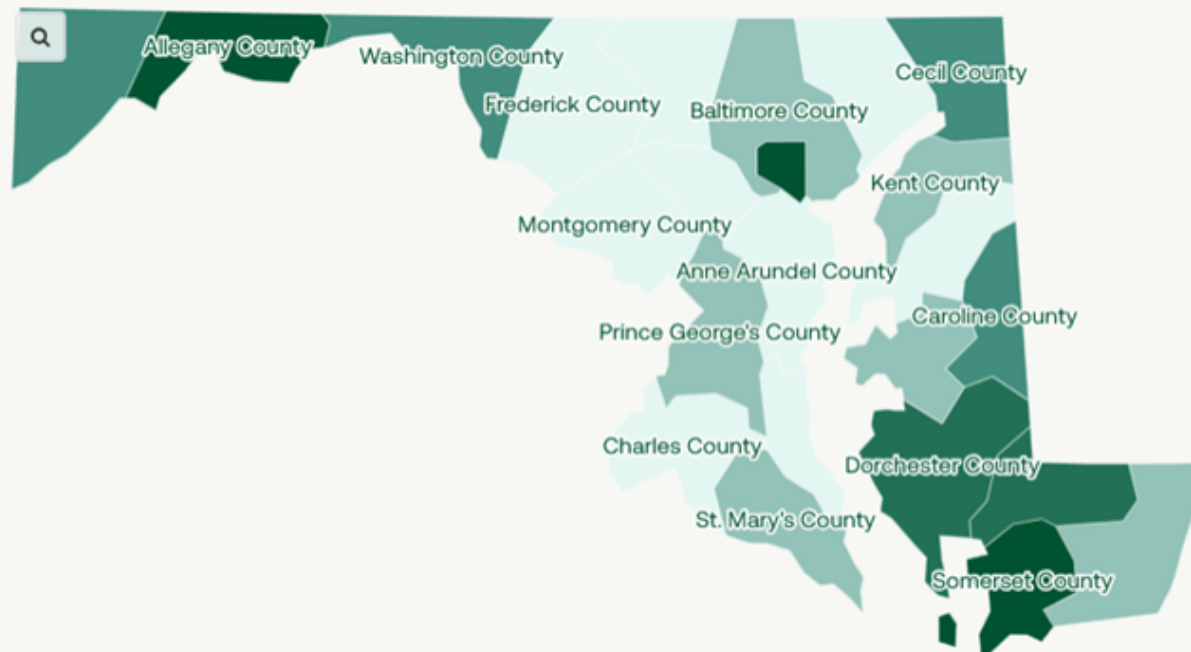 Allegany County
Washington County
Cecil County
Frederick County
Baltimore County
Kent County
Montgomery County
Anne Arundel County
Caroline County
Prince George's County
Charles County
Dorchester County
St. Mary's County
Somerset County